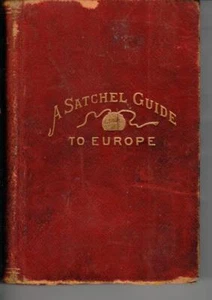 A SATCHEL GUIDE
TO EUROPE